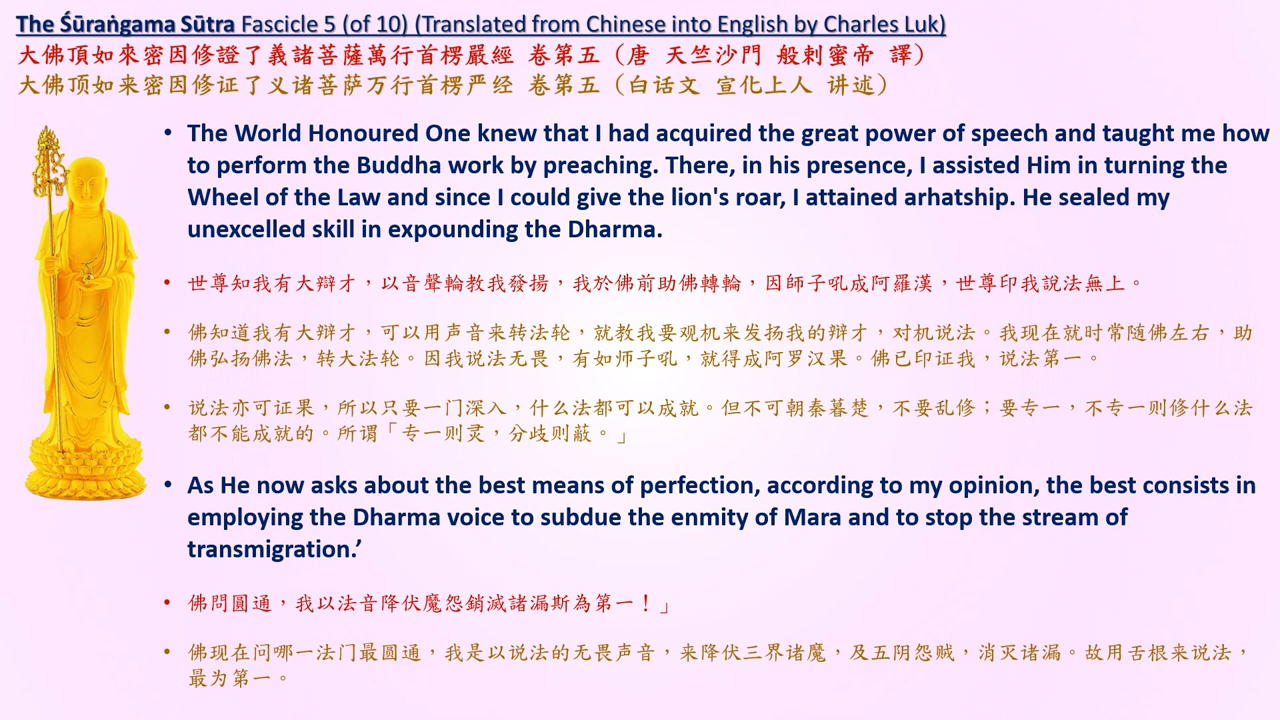 The Śūraṅgama Sūtra Fascicle 5 (of 10) (Translated from Chinese into English by Charles Luk)
大佛頂如來密因修證了義諸菩薩萬行首楞嚴經 卷第五（唐 天竺沙門 般剌蜜帝 譯）
大佛顶如来密因修证了义诸菩萨万行首楞严经 卷第五（白话文 宣化上人 讲述）
• The World Honoured One knew that I had acquired the great power of speech and taught me how
to perform the Buddha work by preaching. There, in his presence, I assisted Him in turning the
Wheel of the Law and since I could give the lion's roar, I attained arhatship. He sealed my
unexcelled skill in expounding the Dharma.
• 世尊知我有大辯才，以音聲輪教我發揚，我於佛前助佛轉輪，因師子吼成阿羅漢，世尊印我說法無上。
• 佛知道我有大辩才，可以用声音来转法轮，就教我要观机来发扬我的辩才，对机说法。我现在就时常随佛左右，助
佛弘扬佛法，转大法轮。因我说法无畏，有如师子吼，就得成阿罗汉果。佛已印证我，说法第一。
• 说法亦可证果，所以只要一门深入，什么法都可以成就。但不可朝秦暮楚，不要乱修；要专一，不专一则修什么法
都不能成就的。所谓「专一则灵，分歧则蔽。」
• As He now asks about the best means of perfection, according to my opinion, the best consists in
employing the Dharma voice to subdue the enmity of Mara and to stop the stream of
transmigration.’
• 佛問圓通，我以法音降伏魔怨銷滅諸漏斯為第一！」
• 佛现在问哪一法门最圆通，我是以说法的无畏声音，来降伏三界诸魔，及五阴怨贼，消灭诸漏。故用舌根来说法，
最为第一。